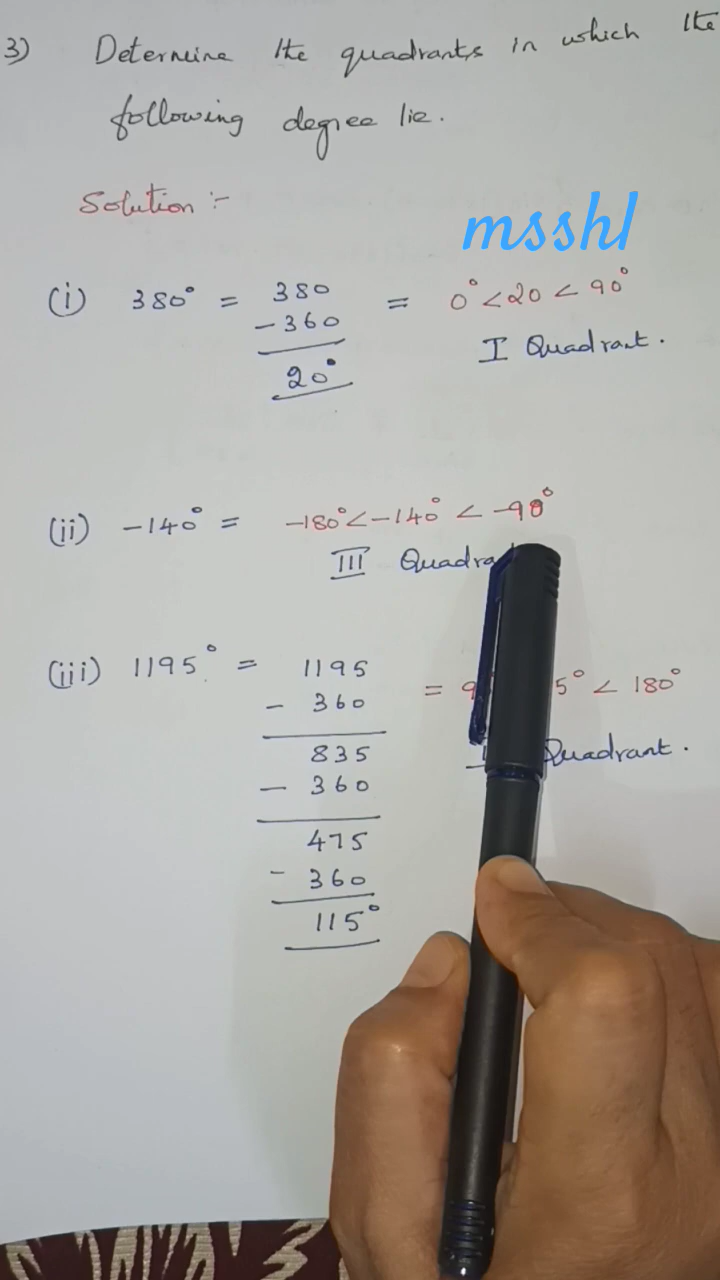 3) Determine the quadrants in which the
following degree lie.
Solution :-
msshl
(i) 380° = 380 = 0° < 20 < 90°
- 360
20°
I Quadrant.
(ii) -140° = -180° < -140° < -90°
III
(iii) 1195° = 1195
- 360 = 5° < 180°
835
- 360
Quadrant.
475
- 360
115°